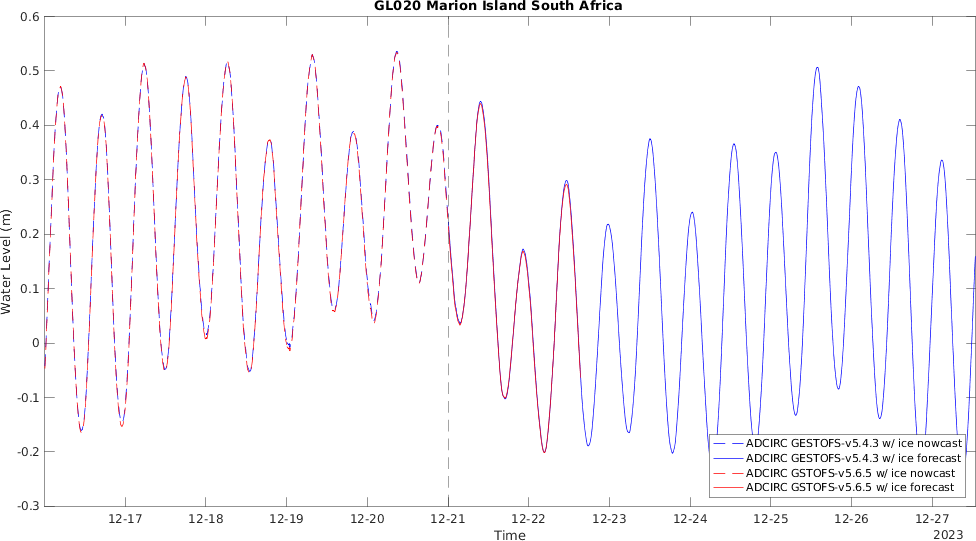 GL020 Marion Island South Africa
0.6
0.5
0.4
0.3
0.2
0.1
0
-0.1
-0.2
-0.3
Water Level (m)
ADCIRC GESTOFS-v5.4.3 w/ ice nowcast
ADCIRC GESTOFS-v5.4.3 w/ ice forecast
ADCIRC GSTOFS-v5.6.5 w/ ice nowcast
ADCIRC GSTOFS-v5.6.5 w/ ice forecast
12-17 12-18 12-19 12-20 12-21 12-22 12-23 12-24 12-25 12-26 12-27
Time 2023